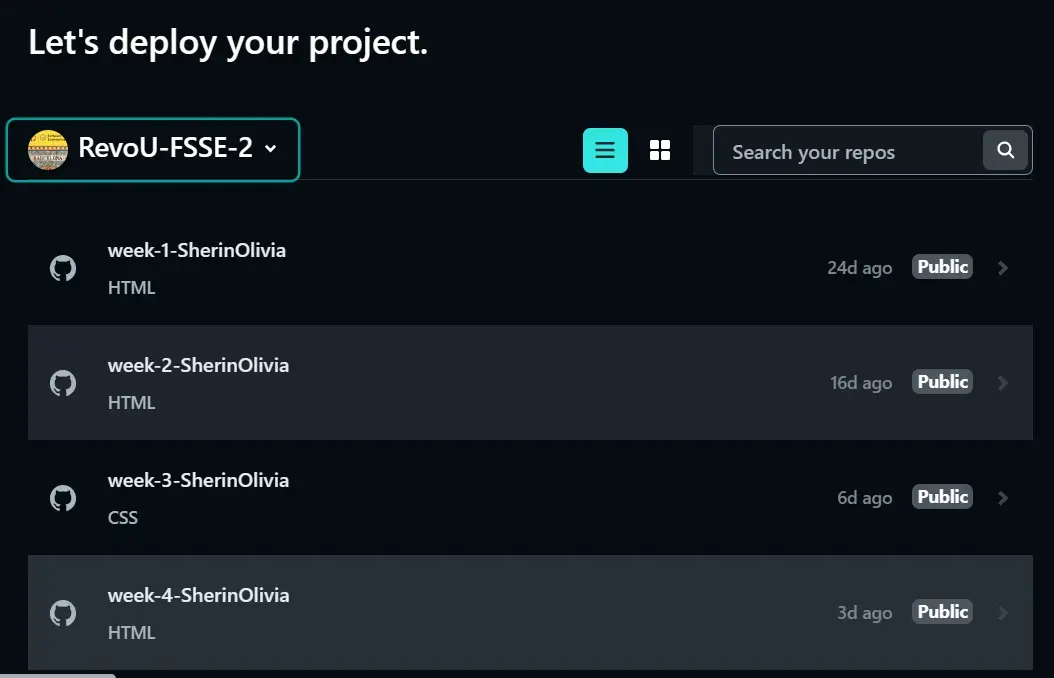 Let's deploy your project.
RevoU-FSSE-2
Search your repos
week-1-SherinOlivia
HTML
24d ago
Public
week-2-SherinOlivia
HTML
16d ago
Public
week-3-SherinOlivia
CSS
6d ago
Public
week-4-SherinOlivia
HTML
3d ago
Public